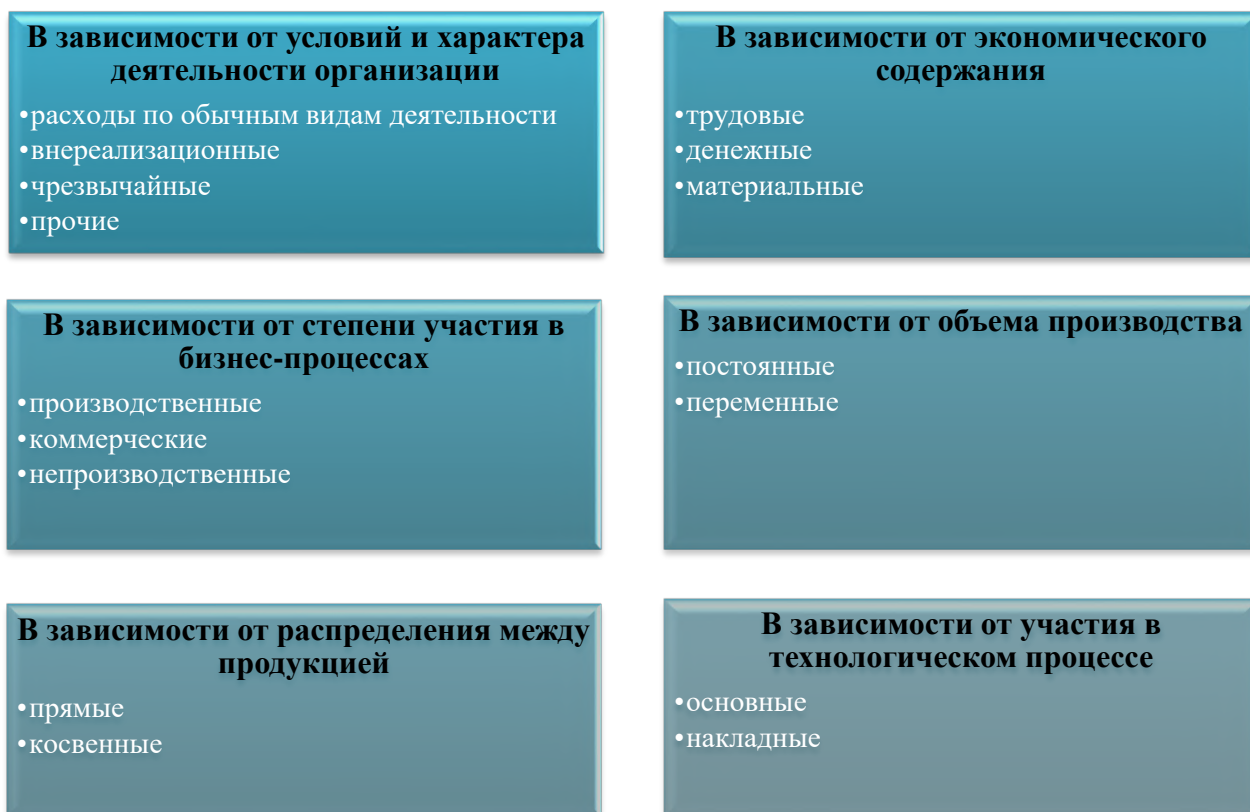 В зависимости от условий и характера
деятельности организации
•расходы по обычным видам деятельности
•внереализационные
•чрезвычайные
•прочие
В зависимости от экономического
содержания
•трудовые
•денежные
•материальные
В зависимости от степени участия в
бизнес-процессах
•производственные
•коммерческие
•непроизводственные
В зависимости от объема производства
•постоянные
•переменные
В зависимости от распределения между
продукцией
•прямые
•косвенные
В зависимости от участия в
технологическом процессе
•основные
•накладные